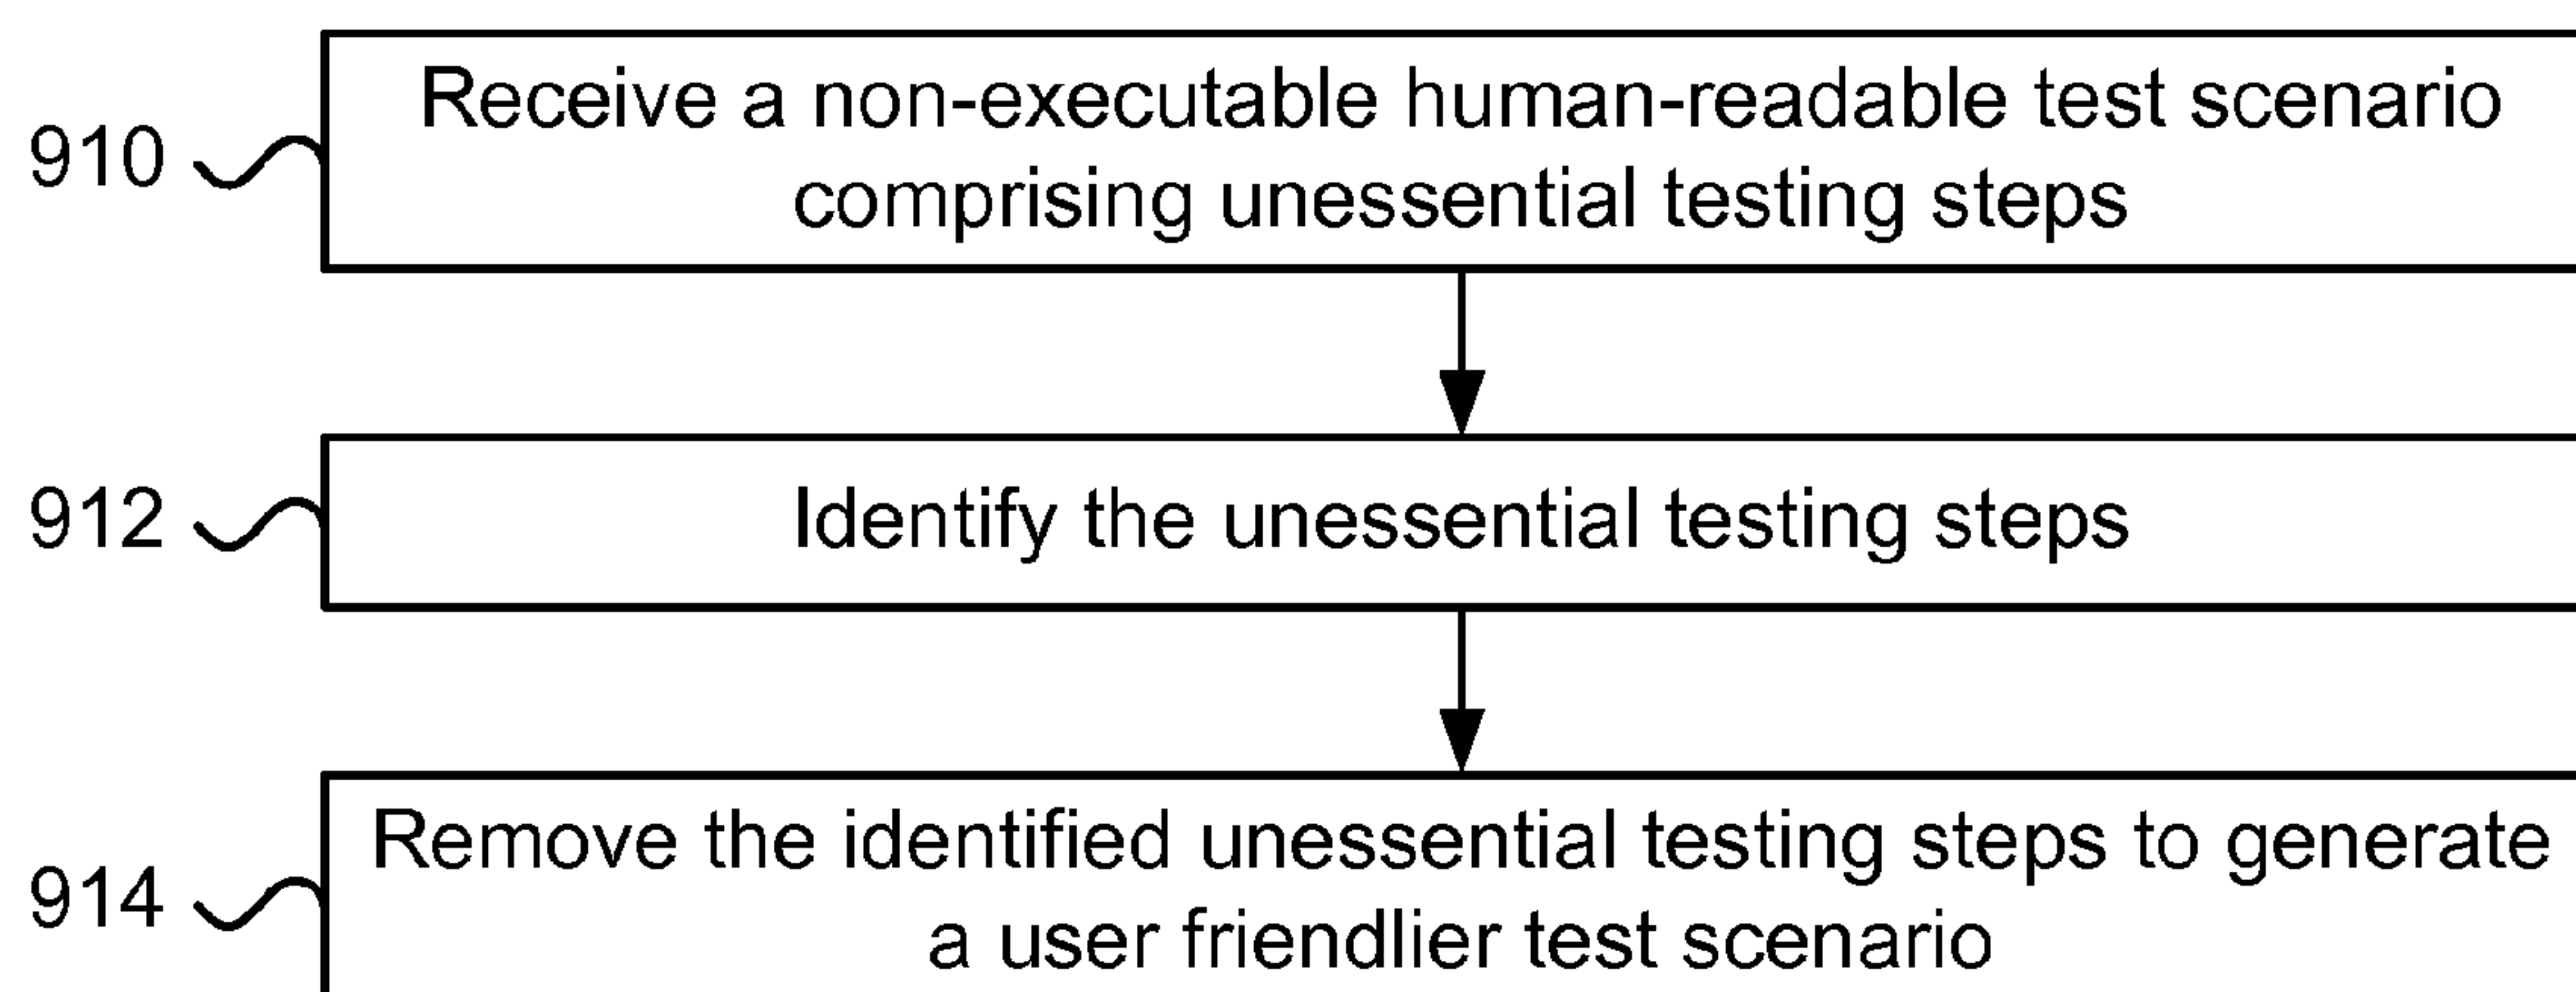 910
Receive a non-executable human-readable test scenario
comprising unessential testing steps
912
Identify the unessential testing steps
914
Remove the identified unessential testing steps to generate
a user friendlier test scenario